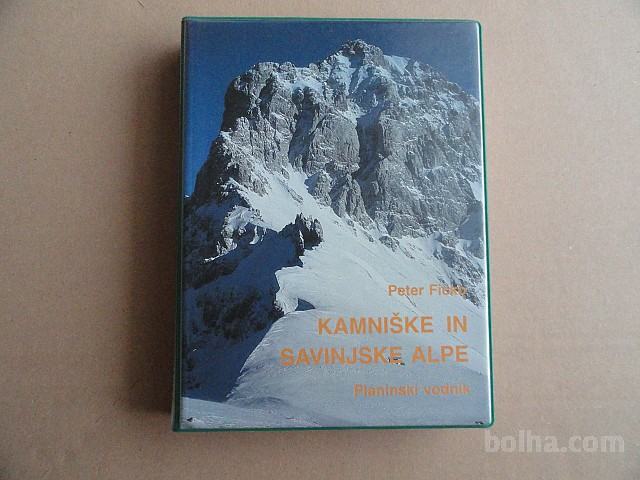 Peter Ficko
KAMNIŠKE IN
SAVINJSKE ALPE
Planinski vodnik
bolha.com